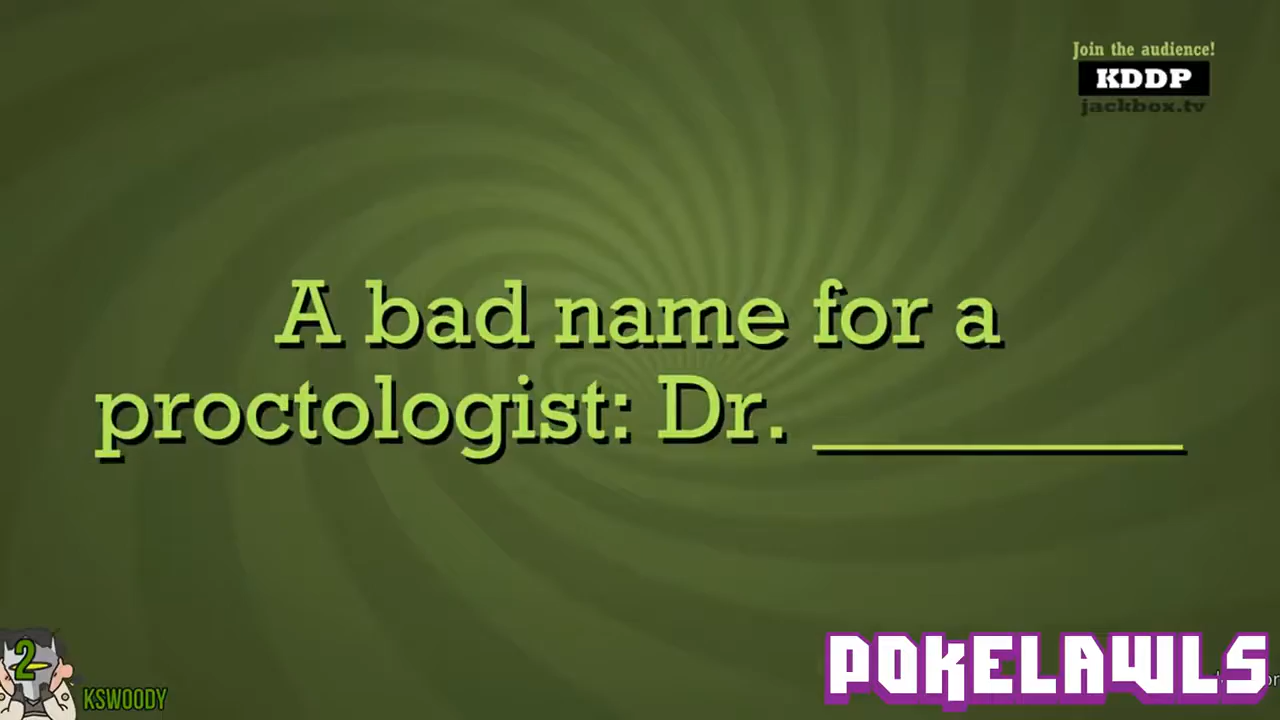 Join the audience!
KDDP
jackbox.tv
A bad name for a
proctologist: Dr. ________
2
KSWOODY
POKELAWLS